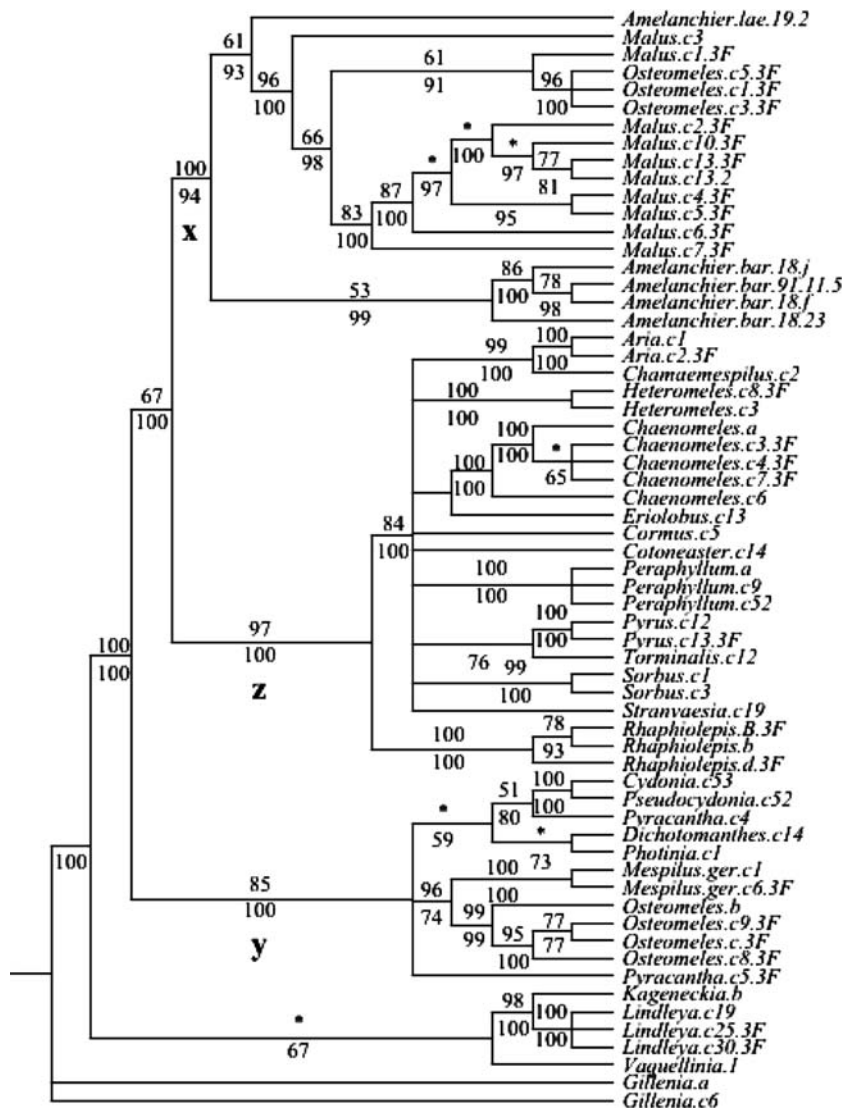 Amelanchier.lae.19.2
Malus.c3
61
61
Malus.c1.3F
Osteomeles.c5.3F
93
96
91
96
Osteomeles.c1.3F
100
100
Osteomeles.c3.3F
*
Malus.c2.3F
66
*
Malus.c10.3F
98
*
100
77
Malus.c13.3F
100
97
97
81
Malus.c13.2
94
87
Malus.c4.3F
83
100
95
Malus.c5.3F
x
Malus.c6.3F
100
Malus.c7.3F
86
Amelanchier.bar.18.j
53
100
78
Amelanchier.bar.91.11.5
98
Amelanchier.bar.18.f
99
Amelanchier.bar.18.23
100
Aria.c1
99
100
Aria.c2.3F
100
Chamaemespilus.c2
67
100
Heteromeles.c8.3F
100
100
Heteromeles.c3
100
Chaenomeles.a
100
*
Chaenomeles.c3.3F
100
Chaenomeles.c4.3F
100
65
Chaenomeles.c7.3F
Chaenomeles.c6
84
Eriolobus.c13
Cormus.c5
100
Cotoneaster.c14
100
Peraphyllum.a
100
Peraphyllum.c9
Peraphyllum.c52
100
Pyrus.c12
97
100
Pyrus.c13.3F
100
100
76
Torminalis.c12
100
99
Sorbus.c1
z
100
Sorbus.c3
Stranvaesia.c19
78
Rhaphiolepis.B.3F
100
93
Rhaphiolepis.b
100
Rhaphiolepis.d.3F
100
Cydonia.c53
*
51
100
Pseudocydonia.c52
80
Pyracantha.c4
59
*
Dichotomanthes.c14
73
Photinia.c1
100
100
Mespilus.ger.c1
85
96
100
Mespilus.ger.c6.3F
100
74
99
Osteomeles.b
77
Osteomeles.c9.3F
y
99
95
77
Osteomeles.c.3F
100
Osteomeles.c8.3F
Pyracantha.c5.3F
98
Kageneckia.b
*
100
Lindleya.c19
67
100
100
Lindleya.c25.3F
Lindleya.c30.3F
Vaquellinia.1
Gillenia.a
Gillenia.c6